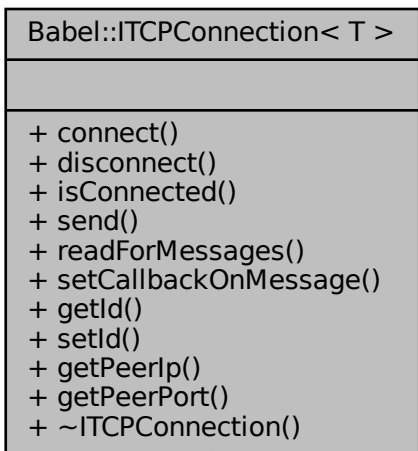 Babel::ITCPConnection< T >
+ connect()
+ disconnect()
+ isConnected()
+ send()
+ readForMessages()
+ setCallbackOnMessage()
+ getId()
+ setId()
+ getPeerIp()
+ getPeerPort()
+ ~ITCPConnection()